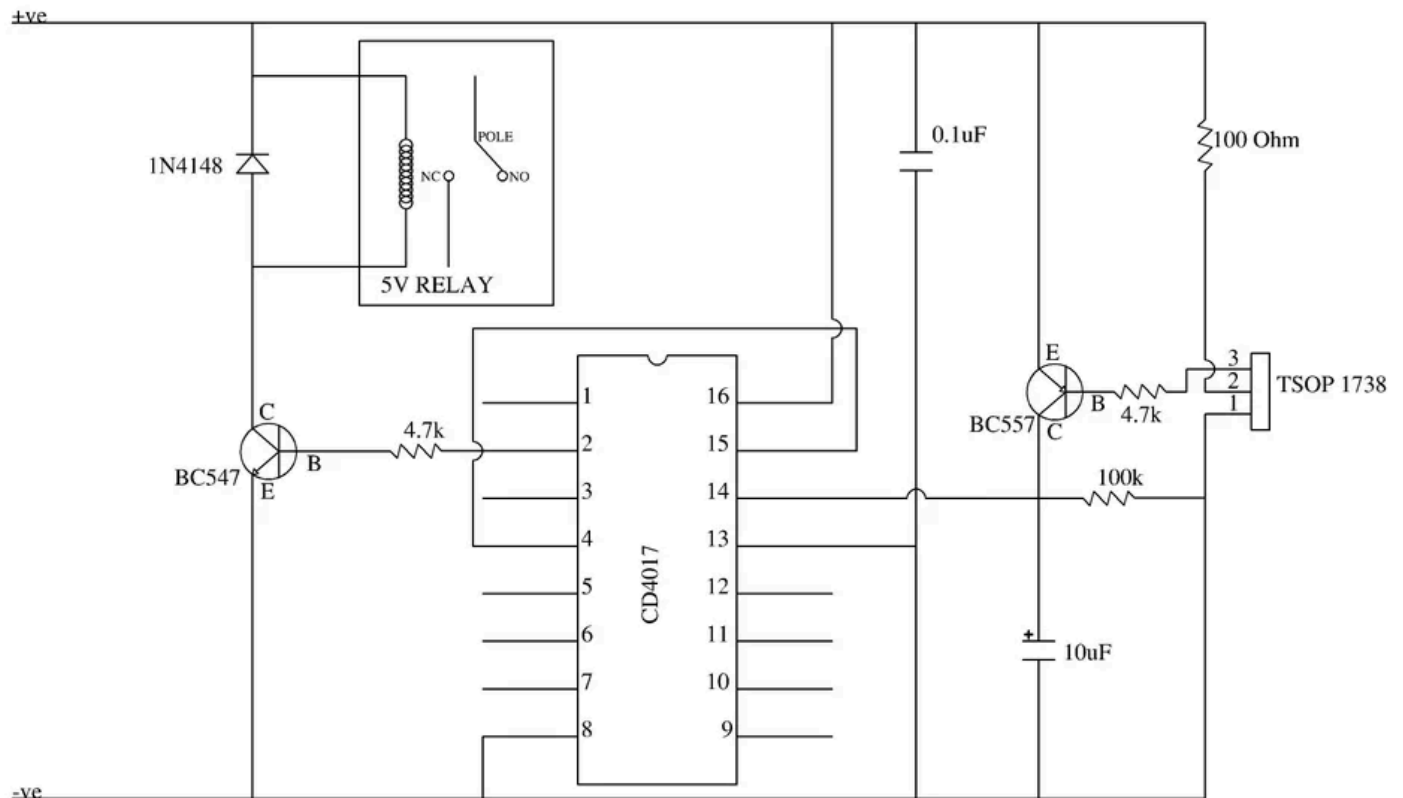 +ve
POLE
NC
NO
5V RELAY
1N4148
0.1uF
100 Ohm
C
B
E
BC547
4.7k
1
2
3
4
5
6
7
8
CD4017
16
15
14
13
12
11
10
9
E
B
C
BC557
4.7k
3
2
1
TSOP 1738
100k
+
10uF
-ve